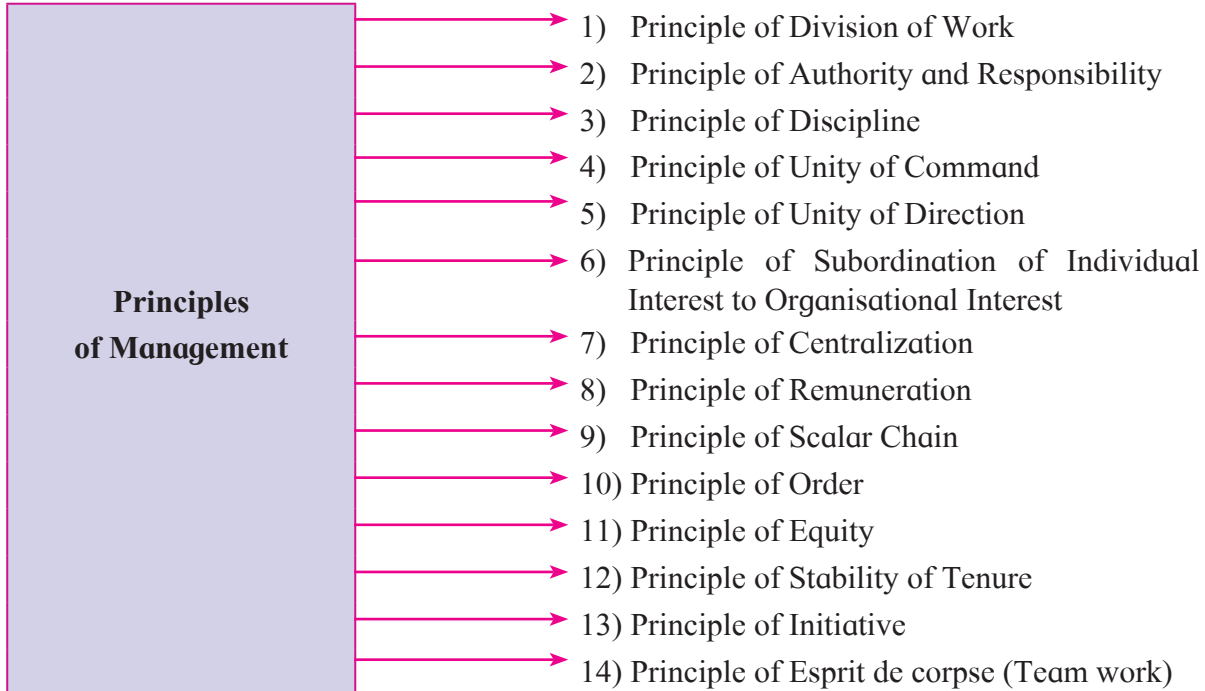 Principles
of Management
1) Principle of Division of Work
2) Principle of Authority and Responsibility
3) Principle of Discipline
4) Principle of Unity of Command
5) Principle of Unity of Direction
6) Principle of Subordination of Individual
Interest to Organisational Interest
7) Principle of Centralization
8) Principle of Remuneration
9) Principle of Scalar Chain
10) Principle of Order
11) Principle of Equity
12) Principle of Stability of Tenure
13) Principle of Initiative
14) Principle of Esprit de corpse (Team work)